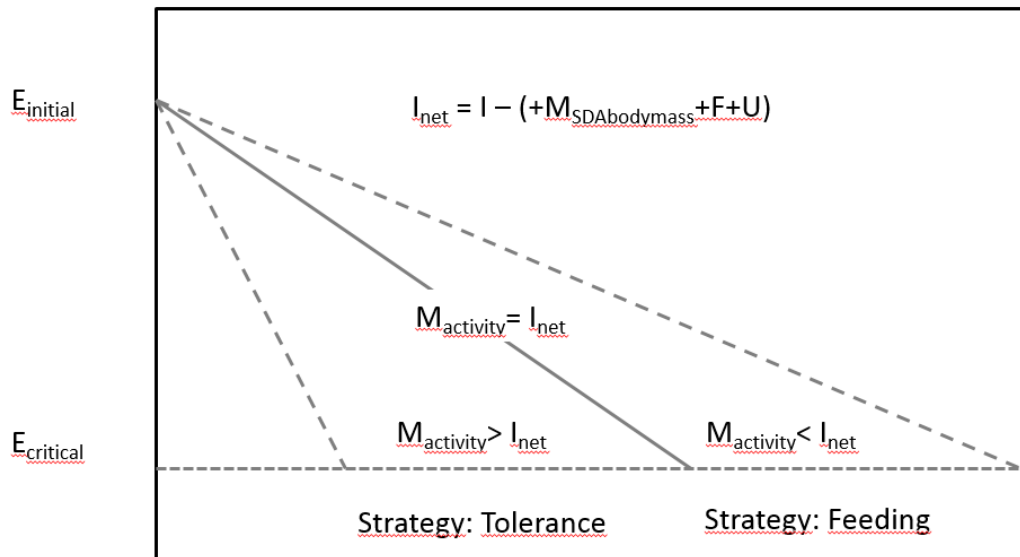 E_initial
I_net = I – (+M_SDAbodymass+F+U)
M_activity= I_net
E_critical
M_activity> I_net
M_activity< I_net
Strategy: Tolerance
Strategy: Feeding